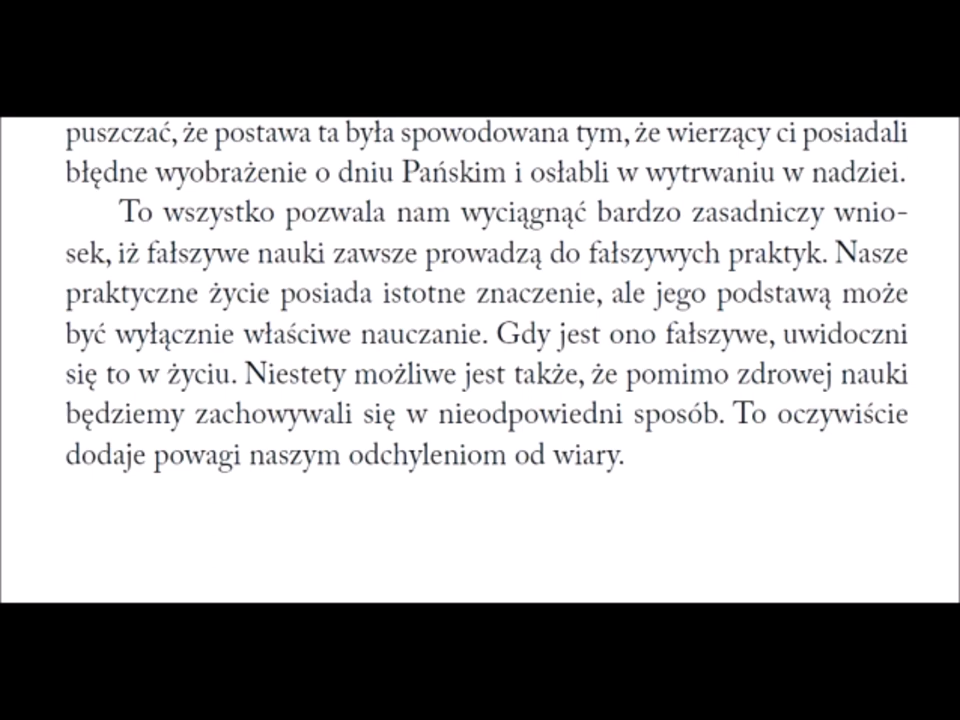 puszczać, że postawa ta była spowodowana tym, że wierzący ci posiadali
błędne wyobrażenie o dniu Pańskim i osłabli w wytrwaniu w nadziei.
To wszystko pozwala nam wyciągnąć bardzo zasadniczy wnio-
sek, iż fałszywe nauki zawsze prowadzą do fałszywych praktyk. Nasze
praktyczne życie posiada istotne znaczenie, ale jego podstawą może
być wyłącznie właściwe nauczanie. Gdy jest ono fałszywe, uwidoczni
się to w życiu. Niestety możliwe jest także, że pomimo zdrowej nauki
będziemy zachowywali się w nieodpowiedni sposób. To oczywiście
dodaje powagi naszym odchyleniom od wiary.